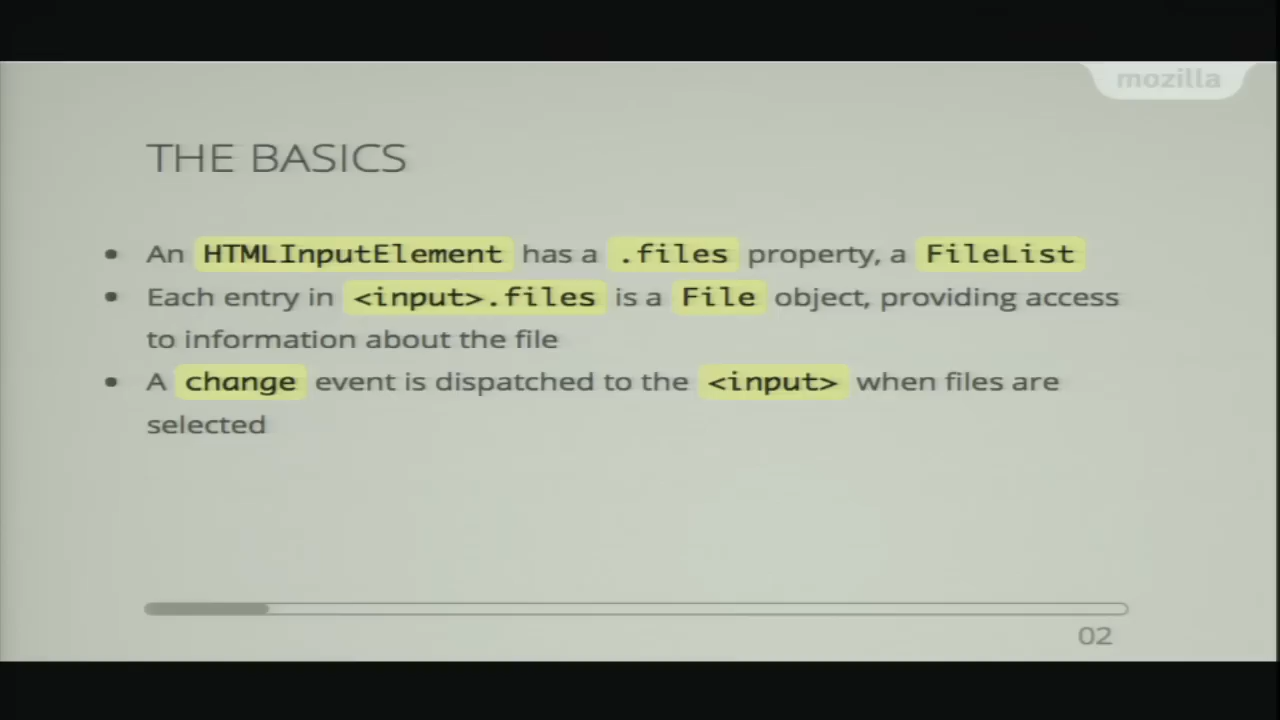 mozilla
THE BASICS
• An HTMLInputElement has a .files property, a FileList
• Each entry in <input>.files is a File object, providing access
to information about the file
• A change event is dispatched to the <input> when files are
selected
02